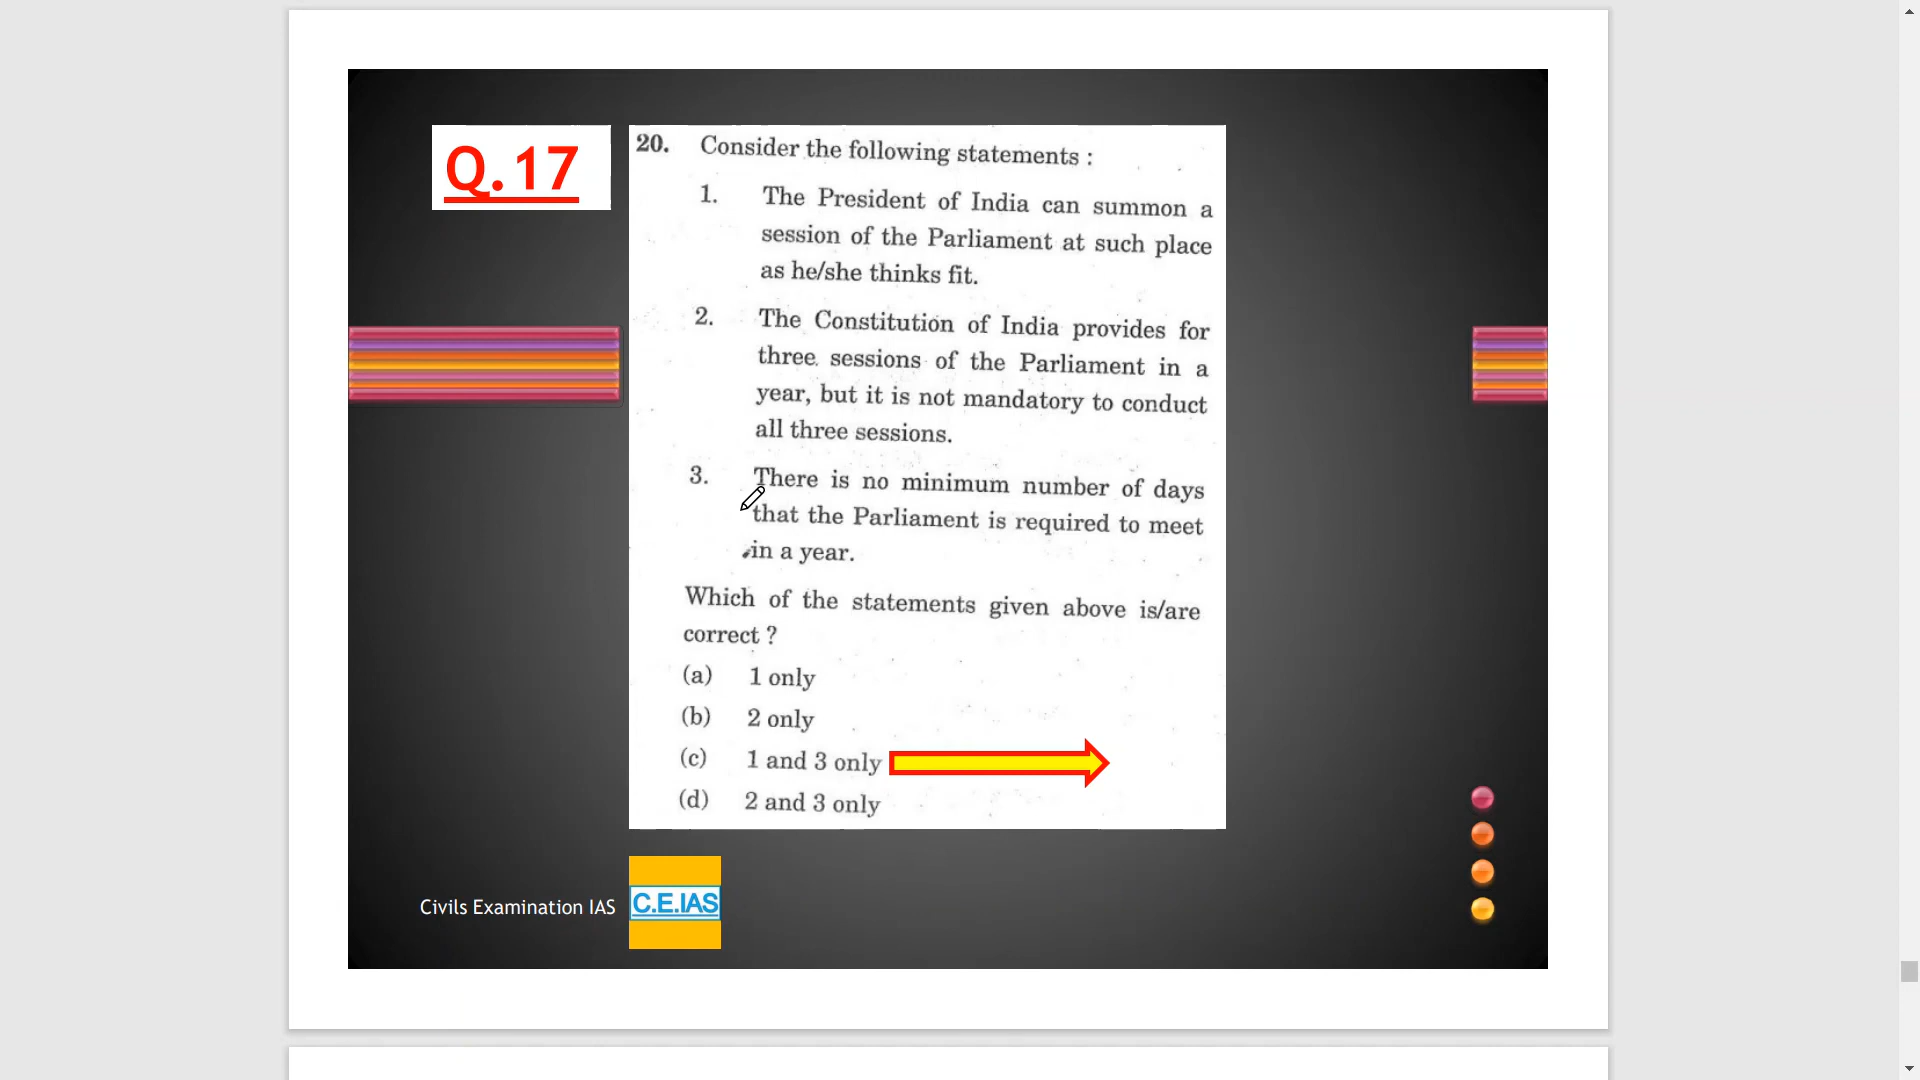 Q.17
20. Consider the following statements :
1. The President of India can summon a
session of the Parliament at such place
as he/she thinks fit.
2. The Constitution of India provides for
three sessions of the Parliament in a
year, but it is not mandatory to conduct
all three sessions.
3. There is no minimum number of days
that the Parliament is required to meet
in a year.
Which of the statements given above is/are
correct ?
(a) 1 only
(b) 2 only
(c) 1 and 3 only
(d) 2 and 3 only
Civils Examination IAS
C.E.IAS